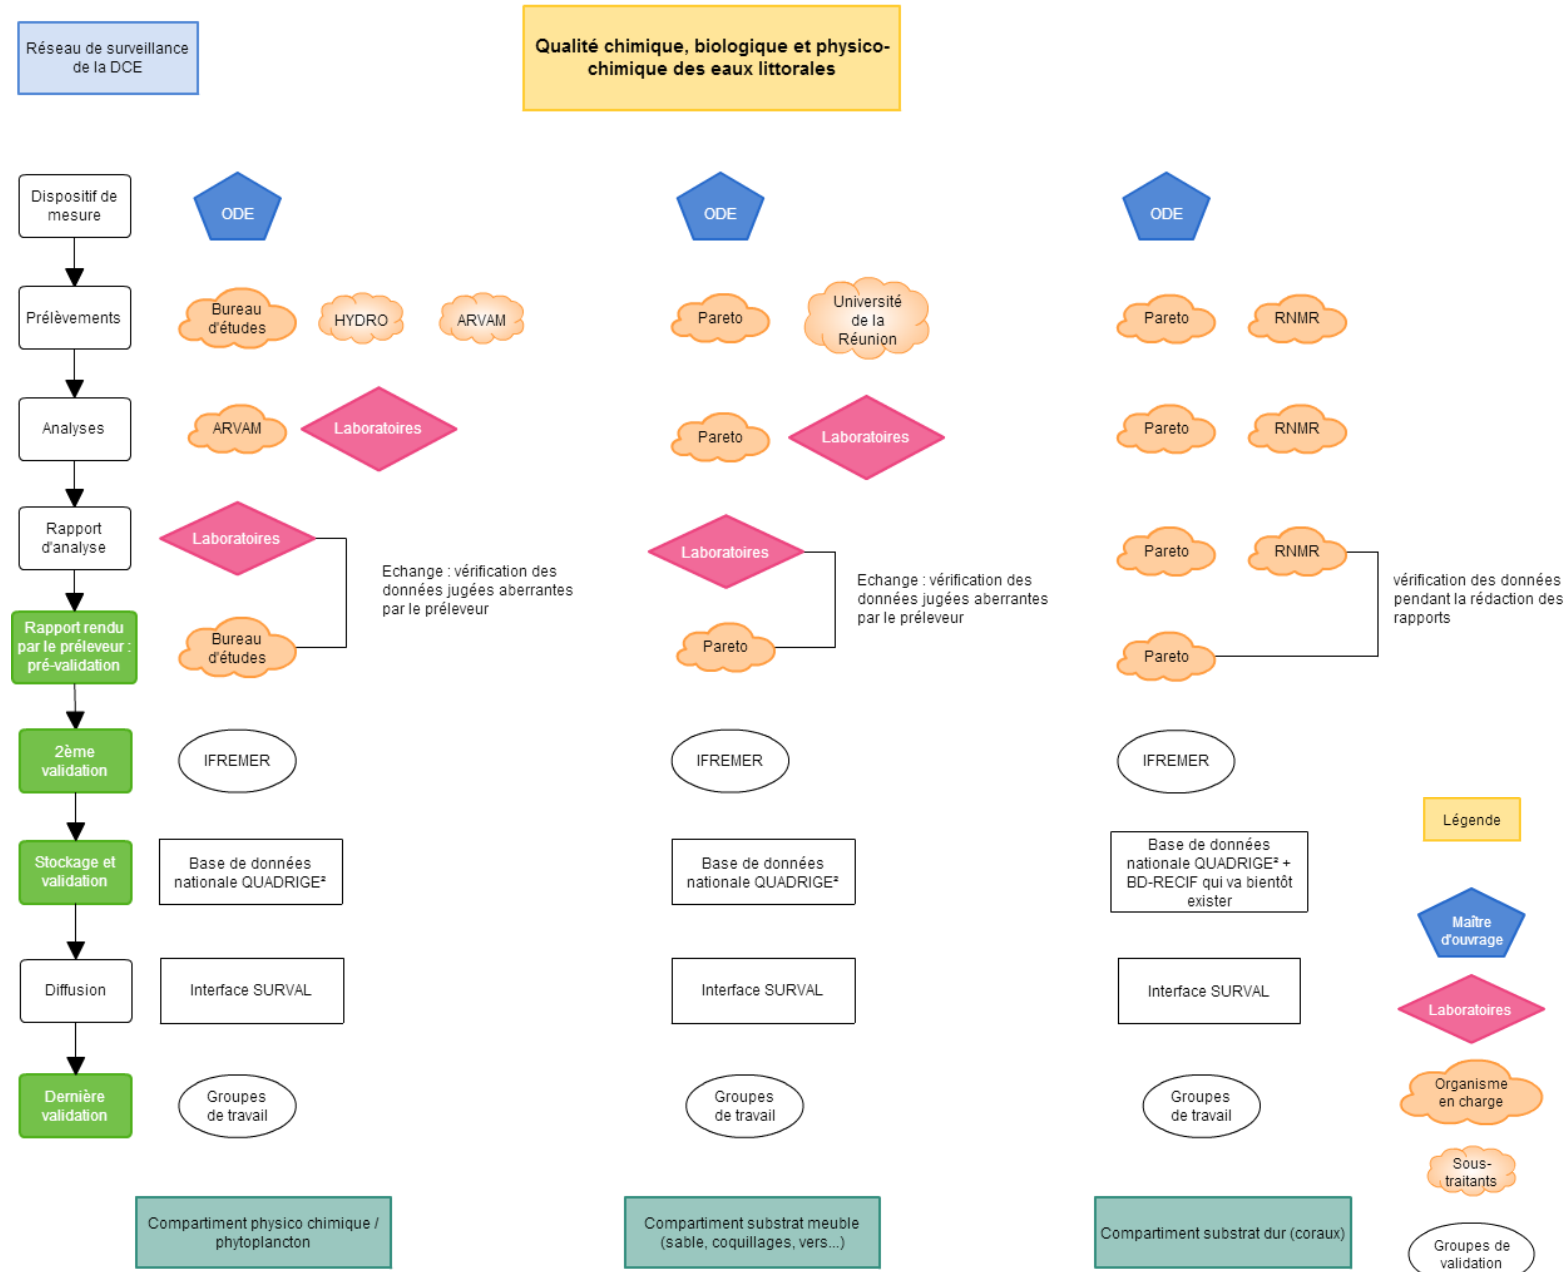 Réseau de surveillance
de la DCE
Qualité chimique, biologique et physico-
chimique des eaux littorales
Dispositif de
mesure
ODE
ODE
ODE
Prélèvements
Bureau
d'études
HYDRO
ARVAM
Pareto
Université
de la
Réunion
Pareto
RNMR
Analyses
ARVAM
Laboratoires
Pareto
Laboratoires
Pareto
RNMR
Rapport
d'analyse
Laboratoires
Laboratoires
Pareto
RNMR
Echange : vérification des
données jugées aberrantes
par le préleveur
Echange : vérification des
données jugées aberrantes
par le préleveur
vérification des données
pendant la rédaction des
rapports
Rapport rendu
par le préleveur :
pré-validation
Bureau
d'études
Pareto
Pareto
2ème
validation
IFREMER
IFREMER
IFREMER
Stockage et
validation
Base de données
nationale QUADRIGE²
Base de données
nationale QUADRIGE²
Base de données
nationale QUADRIGE² +
BD-RECIF qui va bientôt
exister
Diffusion
Interface SURVAL
Interface SURVAL
Interface SURVAL
Dernière
validation
Groupes
de travail
Groupes
de travail
Groupes
de travail
Compartiment physico chimique /
phytoplancton
Compartiment substrat meuble
(sable, coquillages, vers...)
Compartiment substrat dur (coraux)
Légende
Maître
d'ouvrage
Laboratoires
Organisme
en charge
Sous-
traitants
Groupes de
validation